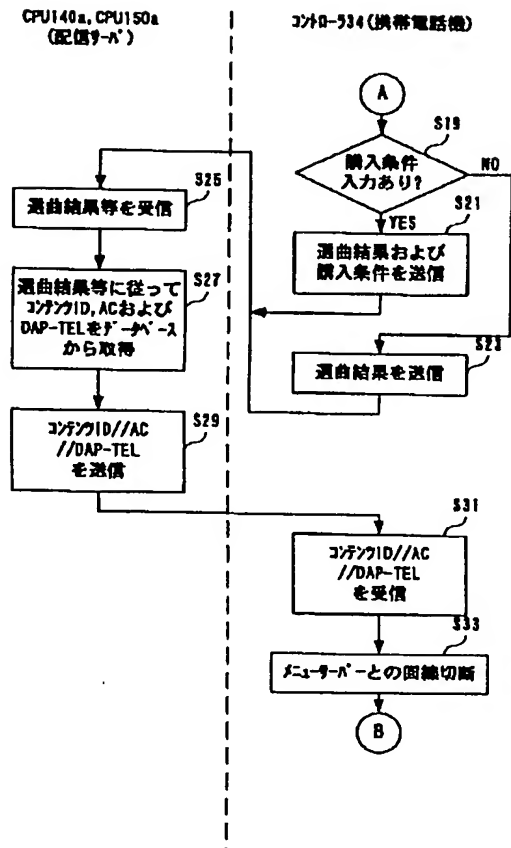 CPU140a, CPU150a
(配信サーバ)
コントローラ34(携帯電話機)
A
S19
購入条件
入力あり?
NO
YES
S21
選曲結果および
購入条件を送信
S23
選曲結果を送信
S25
選曲結果等を受信
S27
選曲結果等に従って
コンテンツID,ACおよび
DAP-TELをデータベース
から取得
S29
コンテンツID//AC
//DAP-TEL
を送信
S31
コンテンツID//AC
//DAP-TEL
を受信
S33
メニューサーバーとの回線切断
B